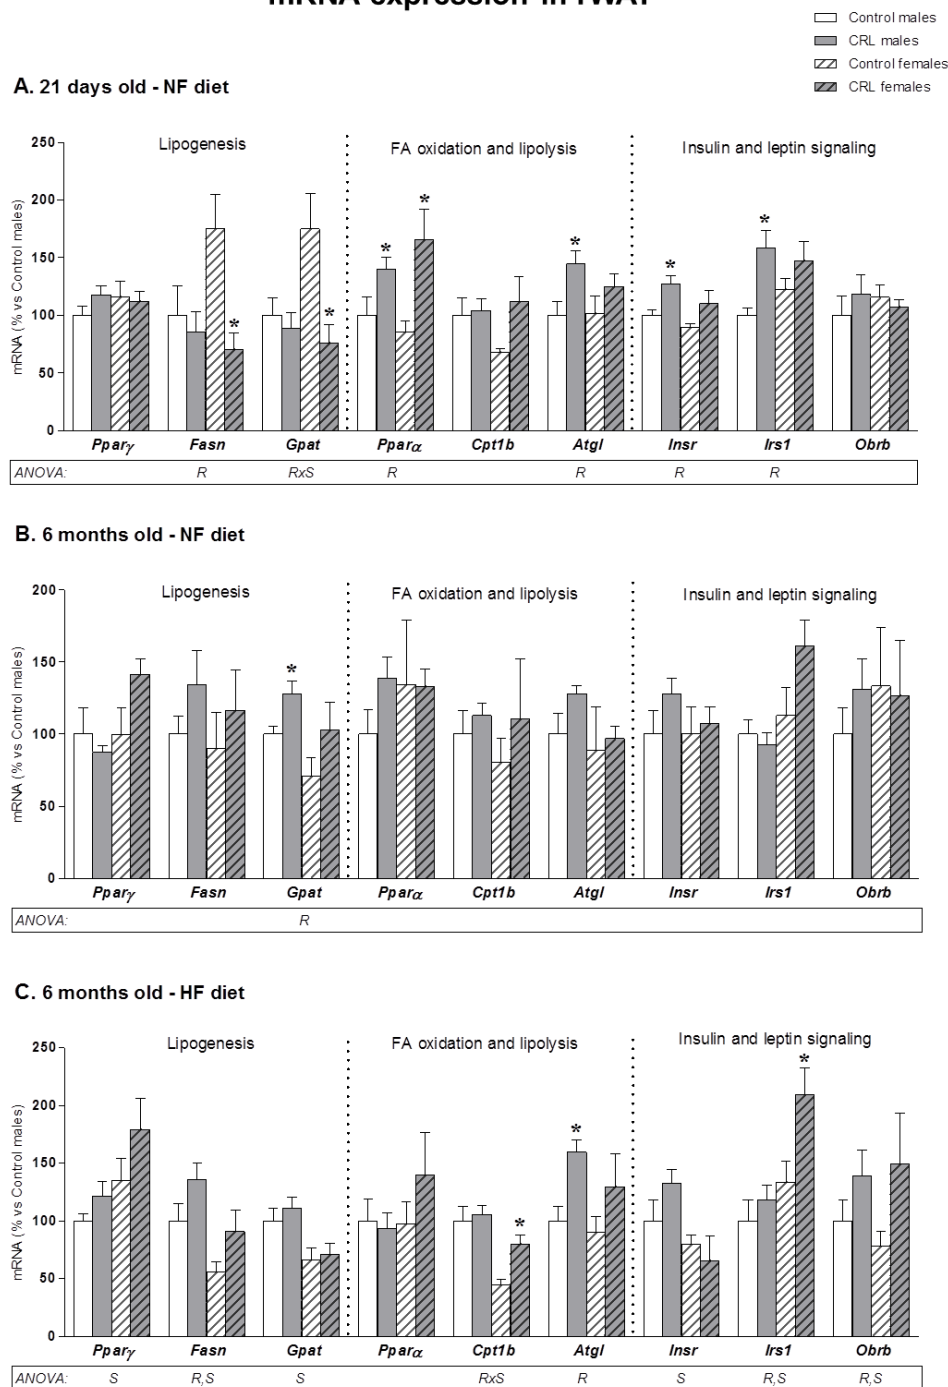 mRNA expression in rWAT
Control males
CRL males
Control females
CRL females
A. 21 days old - NF diet
mRNA (% vs Control males)
250
200
150
100
50
0
Lipogenesis
FA oxidation and lipolysis
Insulin and leptin signaling
* * * * * * *
Pparγ Fasn Gpat Pparα Cpt1b Atgl Insr Irs1 Obrb
ANOVA: R RxS R R R R
B. 6 months old - NF diet
mRNA (% vs Control males)
200
150
100
50
0
Lipogenesis
FA oxidation and lipolysis
Insulin and leptin signaling
*
Pparγ Fasn Gpat Pparα Cpt1b Atgl Insr Irs1 Obrb
ANOVA: R
C. 6 months old - HF diet
mRNA (% vs Control males)
250
200
150
100
50
0
Lipogenesis
FA oxidation and lipolysis
Insulin and leptin signaling
* * *
Pparγ Fasn Gpat Pparα Cpt1b Atgl Insr Irs1 Obrb
ANOVA: S R,S S RxS R S R,S R,S